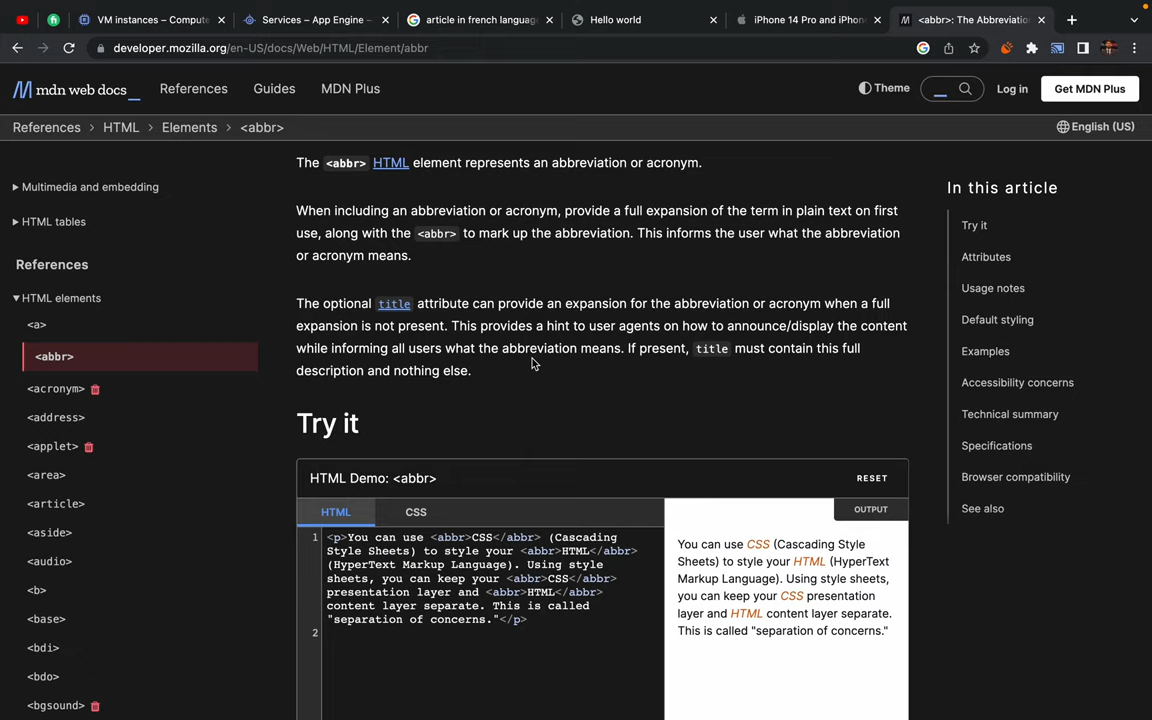 VM instances – Compute
Services – App Engine –
article in french languag
Hello world
iPhone 14 Pro and iPhon
<abbr>: The Abbreviation
developer.mozilla.org/en-US/docs/Web/HTML/Element/abbr
mdn web docs_
References
Guides
MDN Plus
Theme
Log in
Get MDN Plus
References > HTML > Elements > <abbr>
English (US)
Multimedia and embedding
HTML tables
References
HTML elements
<a>
<abbr>
<acronym>
<address>
<applet>
<area>
<article>
<aside>
<audio>
<b>
<base>
<bdi>
<bdo>
<bgsound>
The <abbr> HTML element represents an abbreviation or acronym.
When including an abbreviation or acronym, provide a full expansion of the term in plain text on first
use, along with the <abbr> to mark up the abbreviation. This informs the user what the abbreviation
or acronym means.
The optional title attribute can provide an expansion for the abbreviation or acronym when a full
expansion is not present. This provides a hint to user agents on how to announce/display the content
while informing all users what the abbreviation means. If present, title must contain this full
description and nothing else.
Try it
HTML Demo: <abbr>
RESET
HTML
CSS
1 <p>You can use <abbr>CSS</abbr> (Cascading
Style Sheets) to style your <abbr>HTML</abbr>
(HyperText Markup Language). Using style
sheets, you can keep your <abbr>CSS</abbr>
presentation layer and <abbr>HTML</abbr>
content layer separate. This is called
"separation of concerns."</p>
2
OUTPUT
You can use CSS (Cascading Style
Sheets) to style your HTML (HyperText
Markup Language). Using style sheets,
you can keep your CSS presentation
layer and HTML content layer separate.
This is called "separation of concerns."
In this article
Try it
Attributes
Usage notes
Default styling
Examples
Accessibility concerns
Technical summary
Specifications
Browser compatibility
See also